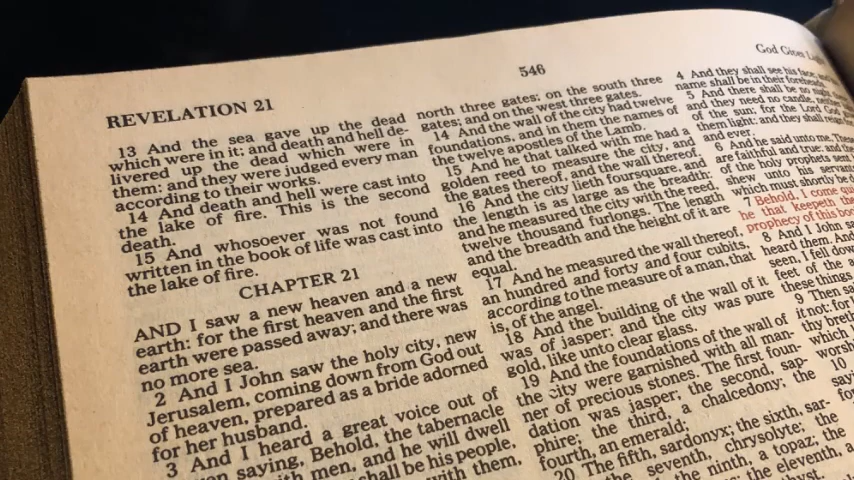 REVELATION 21
546
God Gives
13 And the sea gave up the dead
which were in it; and death and hell de-
livered up the dead which were in
them: and they were judged every man
according to their works.
14 And death and hell were cast into
the lake of fire. This is the second
death.
15 And whosoever was not found
written in the book of life was cast into
the lake of fire.
CHAPTER 21
AND I saw a new heaven and a new
earth: for the first heaven and the first
earth were passed away; and there was
no more sea.
2 And I John saw the holy city, new
Jerusalem, coming down from God out
of heaven, prepared as a bride adorned
for her husband.
3 And I heard a great voice out of
saying, Behold, the tabernacle
men, and he will dwell
shall be his people,
with them,
north three gates; on the south three
gates; and on the west three gates.
14 And the wall of the city had twelve
foundations, and in them the names of
the twelve apostles of the Lamb.
15 And he that talked with me had a
golden reed to measure the city, and
the gates thereof, and the wall thereof.
16 And the city lieth foursquare, and
the length is as large as the breadth:
and he measured the city with the reed,
twelve thousand furlongs. The length
and the breadth and the height of it are
equal.
17 And he measured the wall thereof,
an hundred and forty and four cubits,
according to the measure of a man, that
is, of the angel.
18 And the building of the wall of it
was of jasper: and the city was pure
gold, like unto clear glass.
19 And the foundations of the wall of
the city were garnished with all man-
ner of precious stones. The first foun-
dation was jasper; the second, sap-
phire; the third, a chalcedony; the
fourth, an emerald;
20 The fifth, sardonyx; the sixth, sar-
the seventh, chrysolyte; the
the ninth, a topaz; the
the eleventh, a
4 And they shall see his face; and
name shall be in their foreheads.
5 And there shall be no night
and they need no candle, neither
of the sun; for the Lord God
them light: and they shall reign
and ever.
6 And he said unto me, These
are faithful and true: and the
of the holy prophets sent
shew unto his servants
which must shortly be
7 Behold, I come
he that keepeth the
prophecy of this
8 And I John
heard them. And
seen, I fell down
feet of the
these things
9 Then
it not: for
thy
which
10